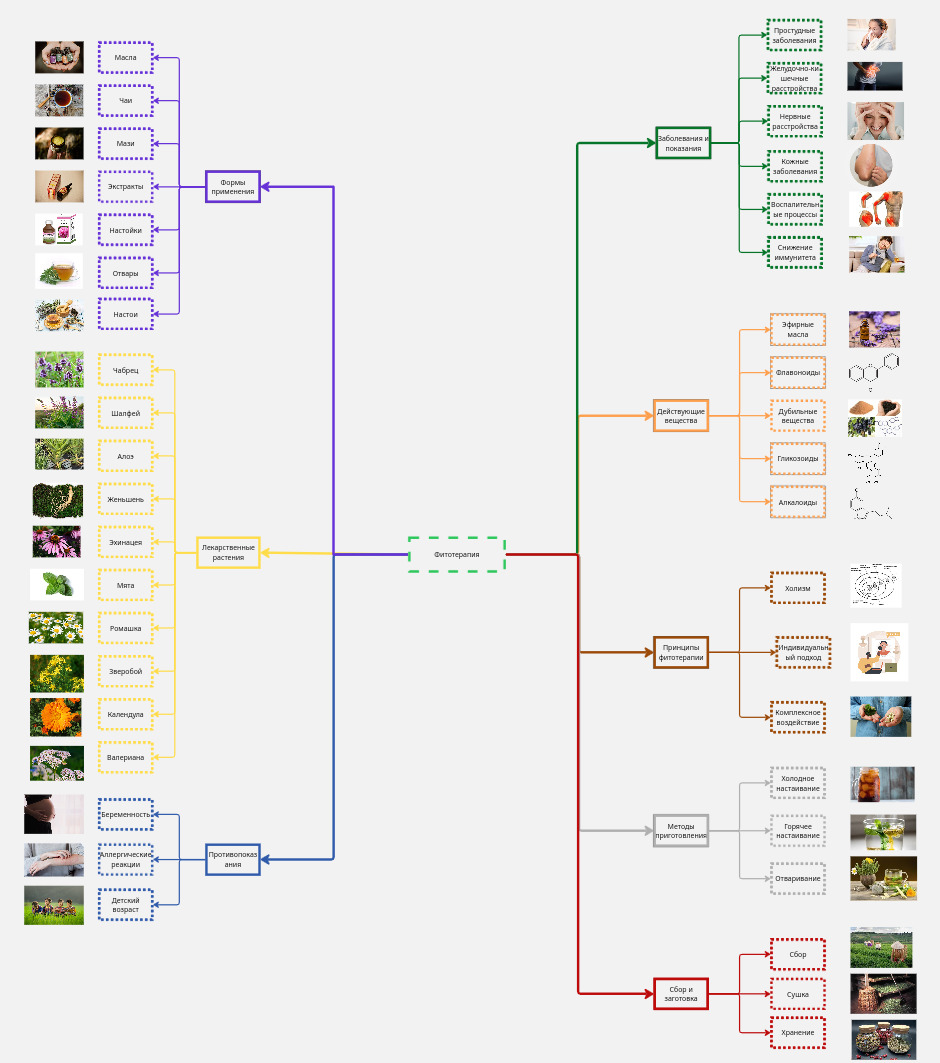 Масла
Чаи
Мази
Экстракты
Настойки
Отвары
Настои
Формы
применения
Чабрец
Шалфей
Алоэ
Женьшень
Эхинацея
Мята
Ромашка
Зверобой
Календула
Валериана
Лекарственные
растения
Беременность
Аллергические
реакции
Детский
возраст
Противопоказ
ания
Фитотерапия
Заболевания и
показания
Простудные
заболевания
Желудочно-ки
шечные
расстройства
Нервные
расстройства
Кожные
заболевания
Воспалительн
ые процессы
Снижение
иммунитета
Действующие
вещества
Эфирные
масла
Флавоноиды
Дубильные
вещества
Гликозоиды
Алкалоиды
Принципы
фитотерапии
Холизм
Индивидуальн
ый подход
Комплексное
воздействие
Методы
приготовления
Холодное
настаивание
Горячее
настаивание
Отваривание
Сбор и
заготовка
Сбор
Сушка
Хранение